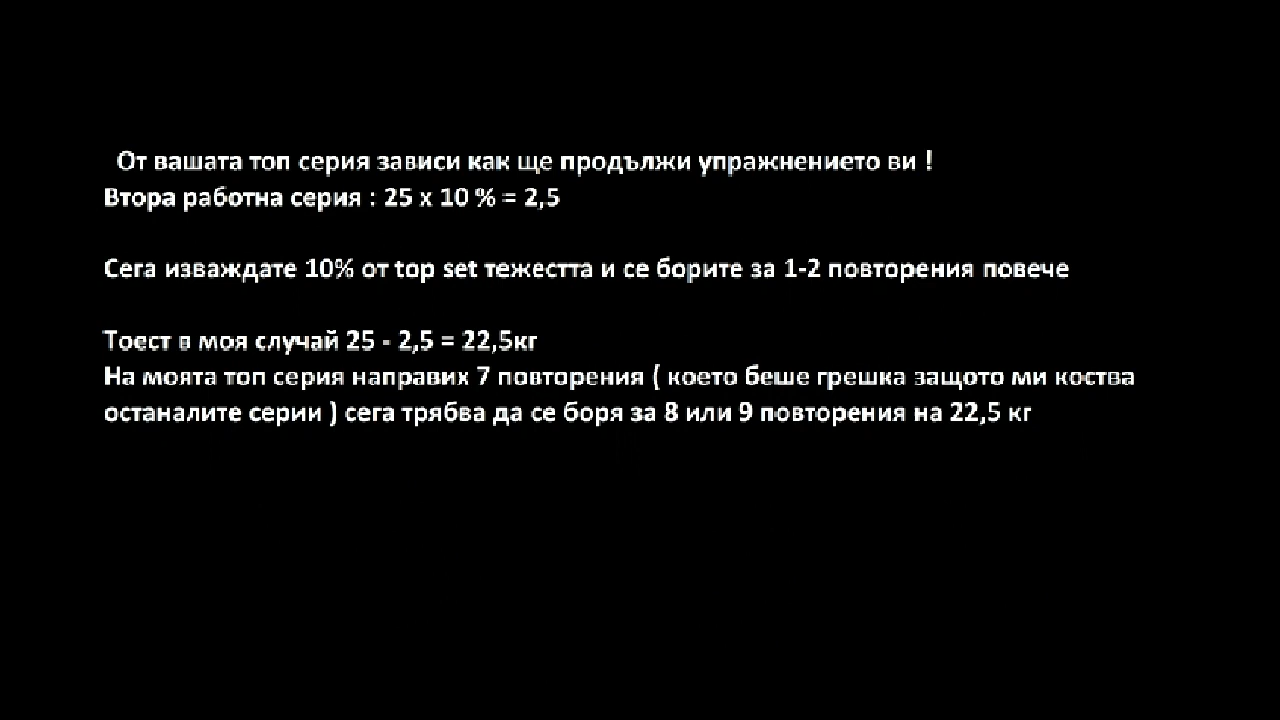 От вашата топ серия зависи как ще продължи упражнението ви !
Втора работна серия : 25 x 10 % = 2,5
Сега изваждате 10% от top set тежестта и се борите за 1-2 повторения повече
Тоест в моя случай 25 - 2,5 = 22,5кг
На моята топ серия направих 7 повторения ( което беше грешка защото ми коства
останалите серии ) сега трябва да се боря за 8 или 9 повторения на 22,5 кг